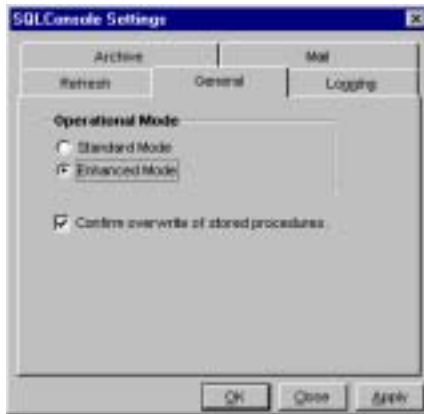 SQLConsole Settings
Archive
Mail
Refresh
General
Logging
Operational Mode
Standard Mode
Enhanced Mode
Confirm overwrite of stored procedures
OK
Close
Apply